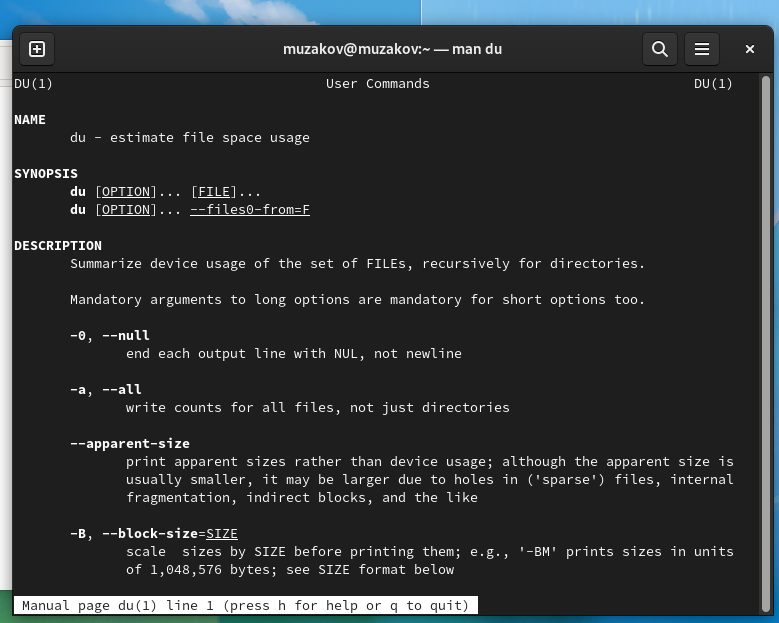 muzakov@muzakov:~ — man du
DU(1) User Commands DU(1)
NAME
du - estimate file space usage
SYNOPSIS
du [OPTION]... [FILE]...
du [OPTION]... --files0-from=F
DESCRIPTION
Summarize device usage of the set of FILEs, recursively for directories.
Mandatory arguments to long options are mandatory for short options too.
-0, --null
end each output line with NUL, not newline
-a, --all
write counts for all files, not just directories
--apparent-size
print apparent sizes rather than device usage; although the apparent size is
usually smaller, it may be larger due to holes in ('sparse') files, internal
fragmentation, indirect blocks, and the like
-B, --block-size=SIZE
scale  sizes by SIZE before printing them; e.g., '-BM' prints sizes in units
of 1,048,576 bytes; see SIZE format below
Manual page du(1) line 1 (press h for help or q to quit)